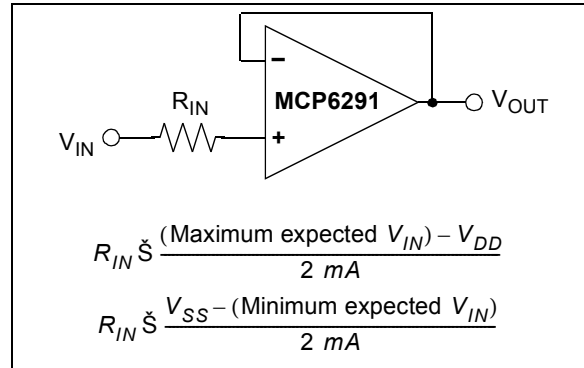 −
MCP6291
+
R_IN
V_IN
V_OUT
R_IN Š (Maximum expected V_IN) – V_DD
2 mA
R_IN Š V_SS – (Minimum expected V_IN)
2 mA